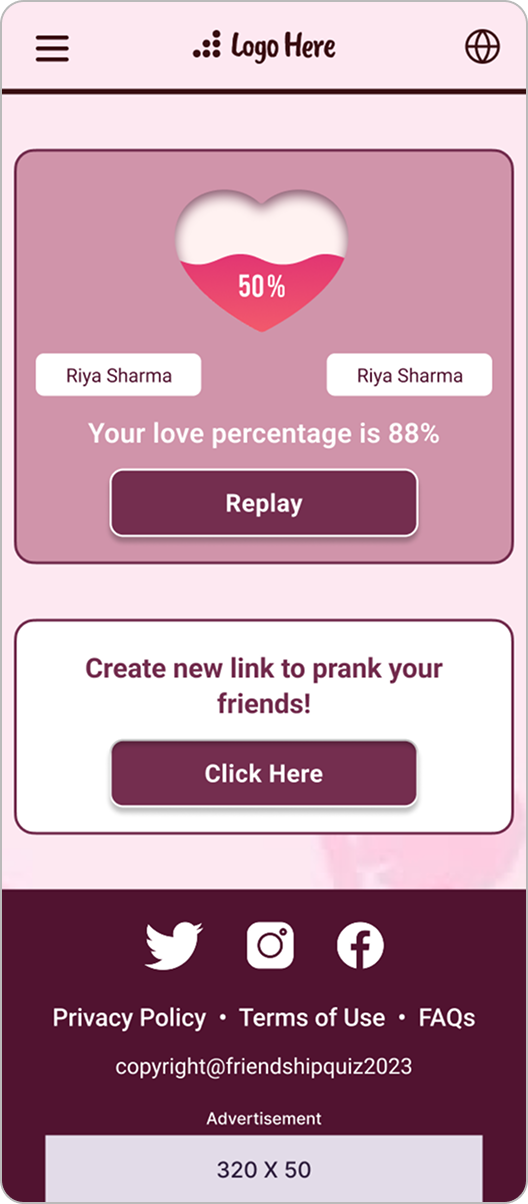 Logo Here
50%
Riya Sharma
Riya Sharma
Your love percentage is 88%
Replay
Create new link to prank your
friends!
Click Here
Privacy Policy • Terms of Use • FAQs
copyright@friendshipquiz2023
Advertisement
320 X 50